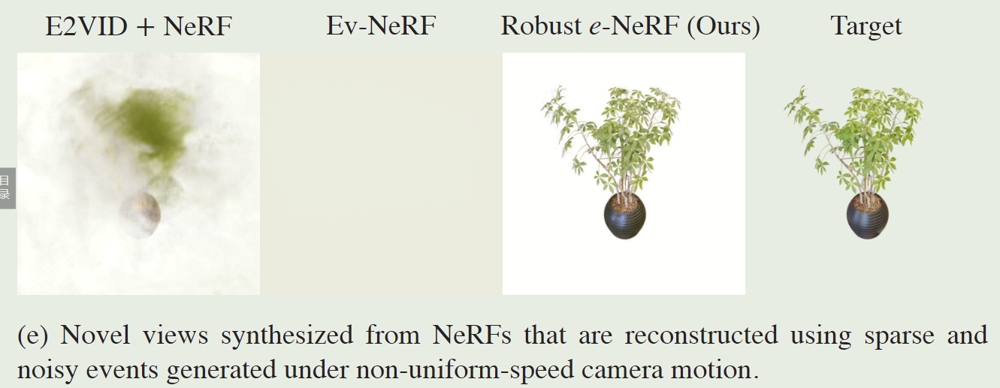 E2VID + NeRF Ev-NeRF Robust e-NeRF (Ours) Target
目
录
(e) Novel views synthesized from NeRFs that are reconstructed using sparse and
noisy events generated under non-uniform-speed camera motion.